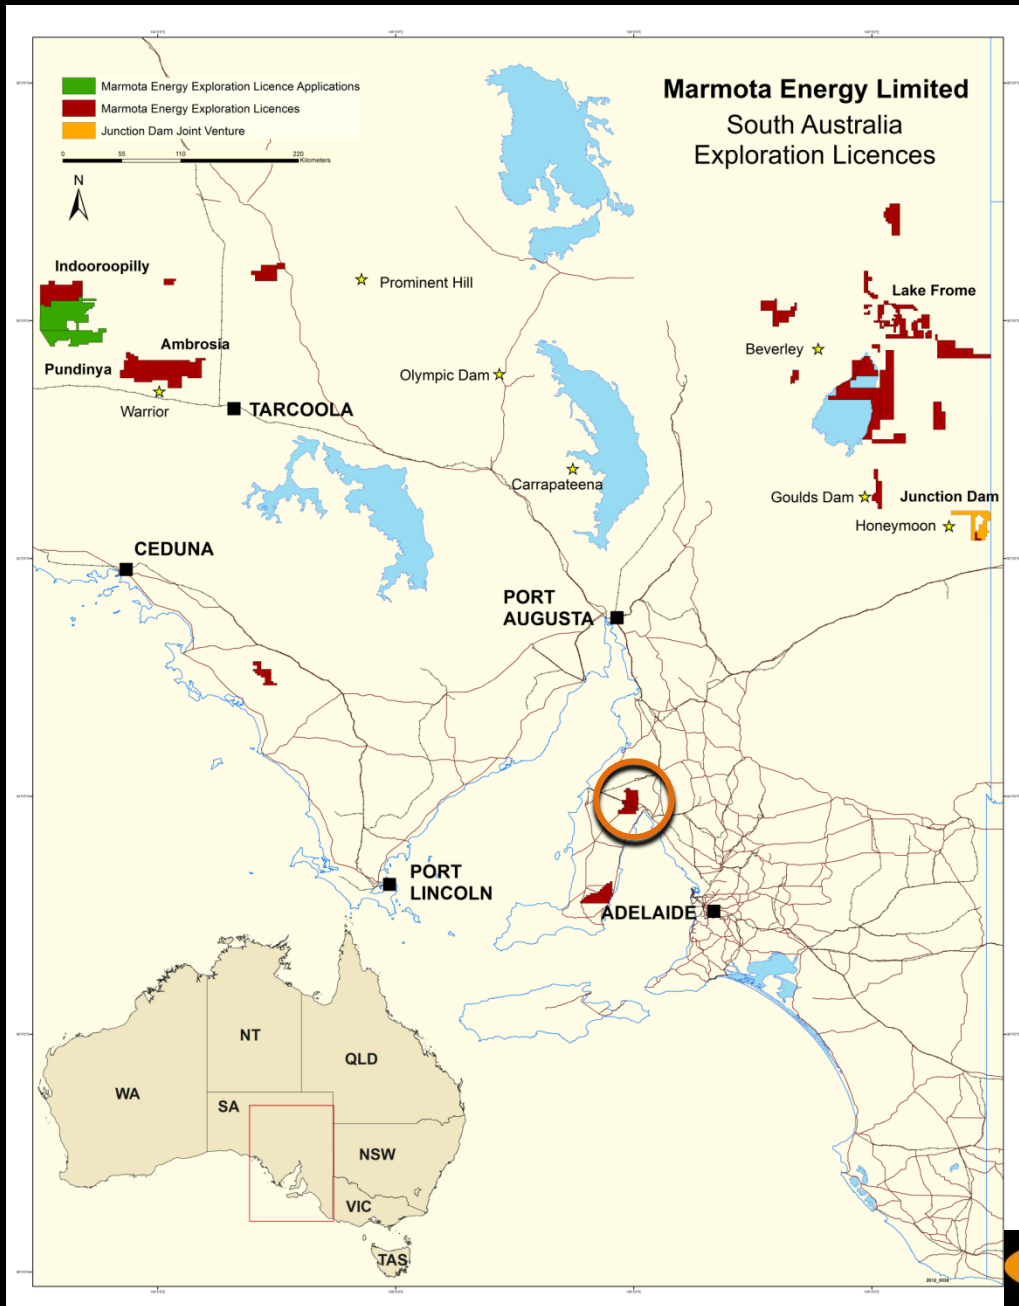 Marmota Energy Exploration Licence Applications
Marmota Energy Exploration Licences
Junction Dam Joint Venture
0 55 110 220
Kilometers
N
Marmota Energy Limited
South Australia
Exploration Licences
Indooroopilly
Prominent Hill
Lake Frome
Ambrosia
Beverley
Pundinya
Olympic Dam
Warrior
TARCOOLA
Carrapateena
Goulds Dam
Junction Dam
Honeymoon
CEDUNA
PORT
AUGUSTA
PORT
LINCOLN
ADELAIDE
NT
QLD
WA
SA
NSW
VIC
TAS